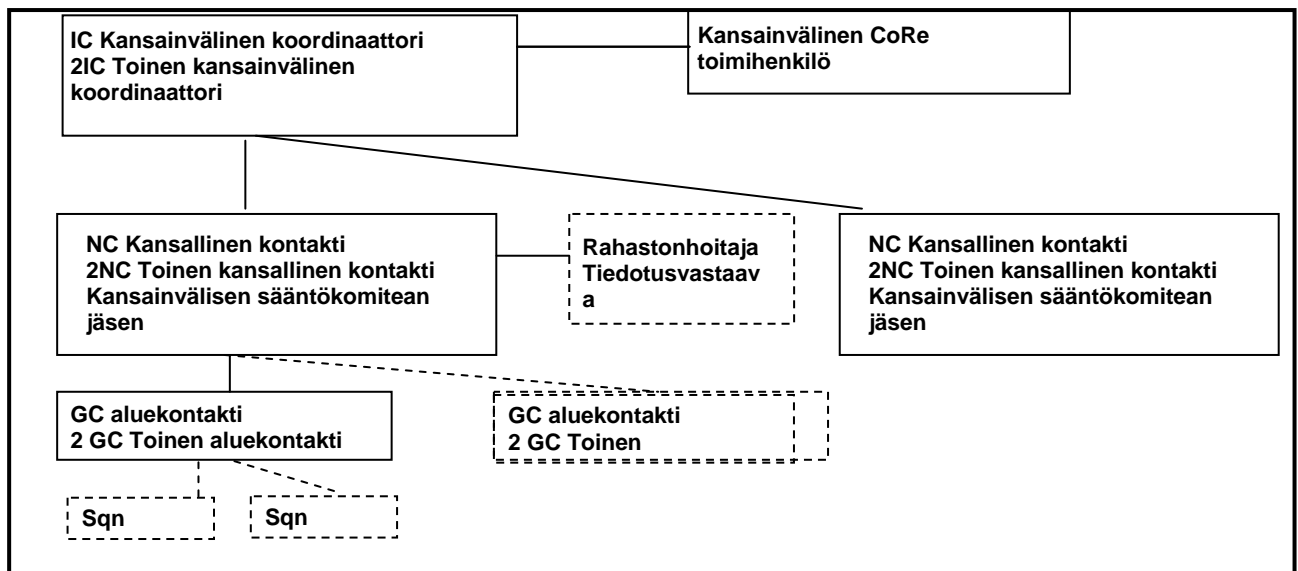 IC Kansainvälinen koordinaattori
2IC Toinen kansainvälinen
koordinaattori
Kansainvälinen CoRe
toimihenkilö
NC Kansallinen kontakti
2NC Toinen kansallinen kontakti
Kansainvälisen sääntökomitean
jäsen
Rahastonhoitaja
Tiedotusvastaav
a
NC Kansallinen kontakti
2NC Toinen kansallinen kontakti
Kansainvälisen sääntökomitean
jäsen
GC aluekontakti
2 GC Toinen aluekontakti
GC aluekontakti
2 GC Toinen
Sqn
Sqn